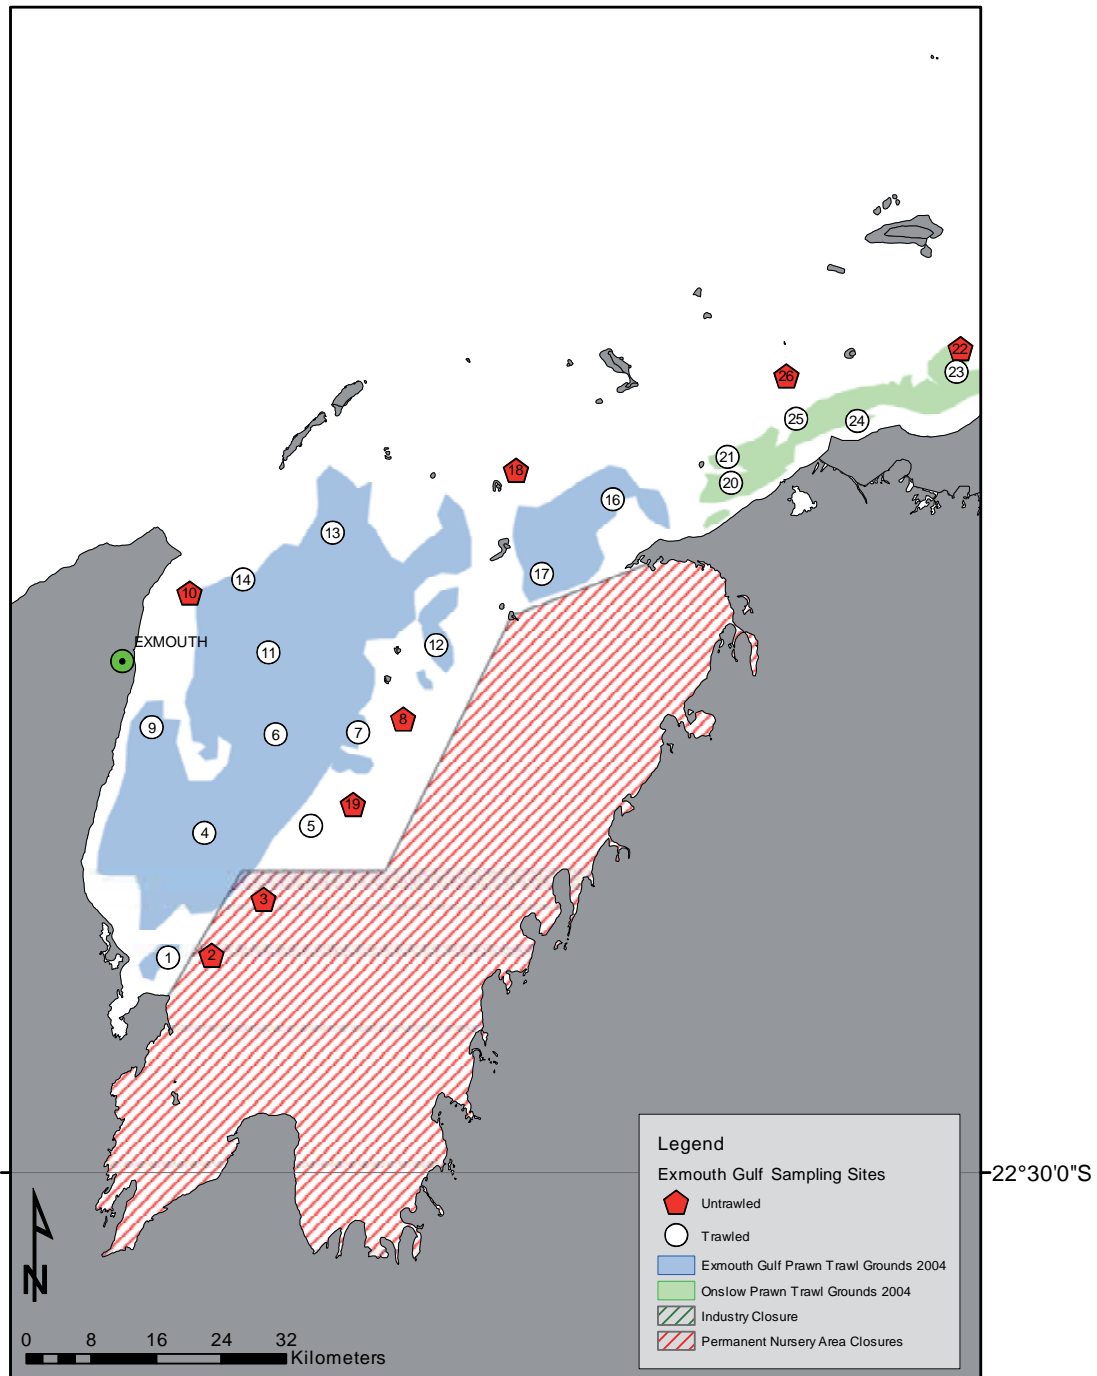 22
23
26
25
24
21
20
18
16
13
17
14
10
EXMOUTH
12
11
8
9
6
7
19
5
4
3
1
2
22°30'0"S
Legend
Exmouth Gulf Sampling Sites
Untrawled
Trawled
Exmouth Gulf Prawn Trawl Grounds 2004
Onslow Prawn Trawl Grounds 2004
Industry Closure
Permanent Nursery Area Closures
N
0 8 16 24 32
Kilometers